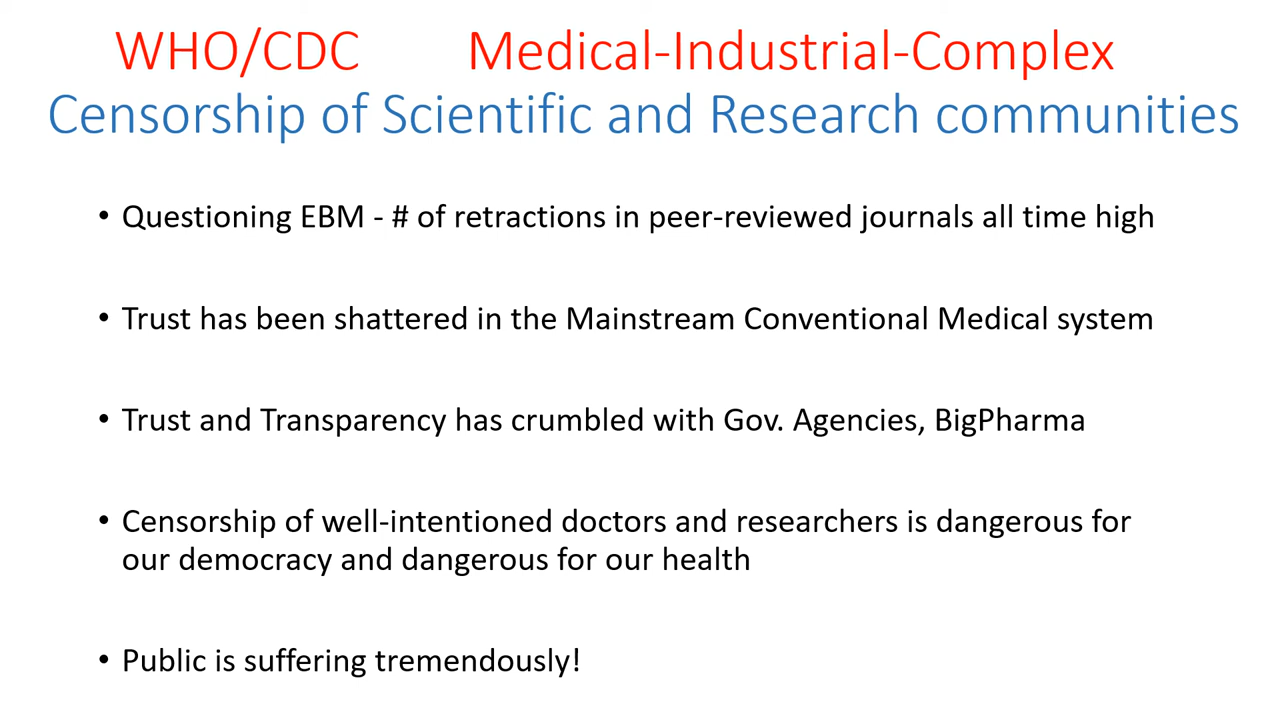 WHO/CDC Medical-Industrial-Complex
Censorship of Scientific and Research communities
• Questioning EBM - # of retractions in peer-reviewed journals all time high
• Trust has been shattered in the Mainstream Conventional Medical system
• Trust and Transparency has crumbled with Gov. Agencies, BigPharma
• Censorship of well-intentioned doctors and researchers is dangerous for
our democracy and dangerous for our health
• Public is suffering tremendously!